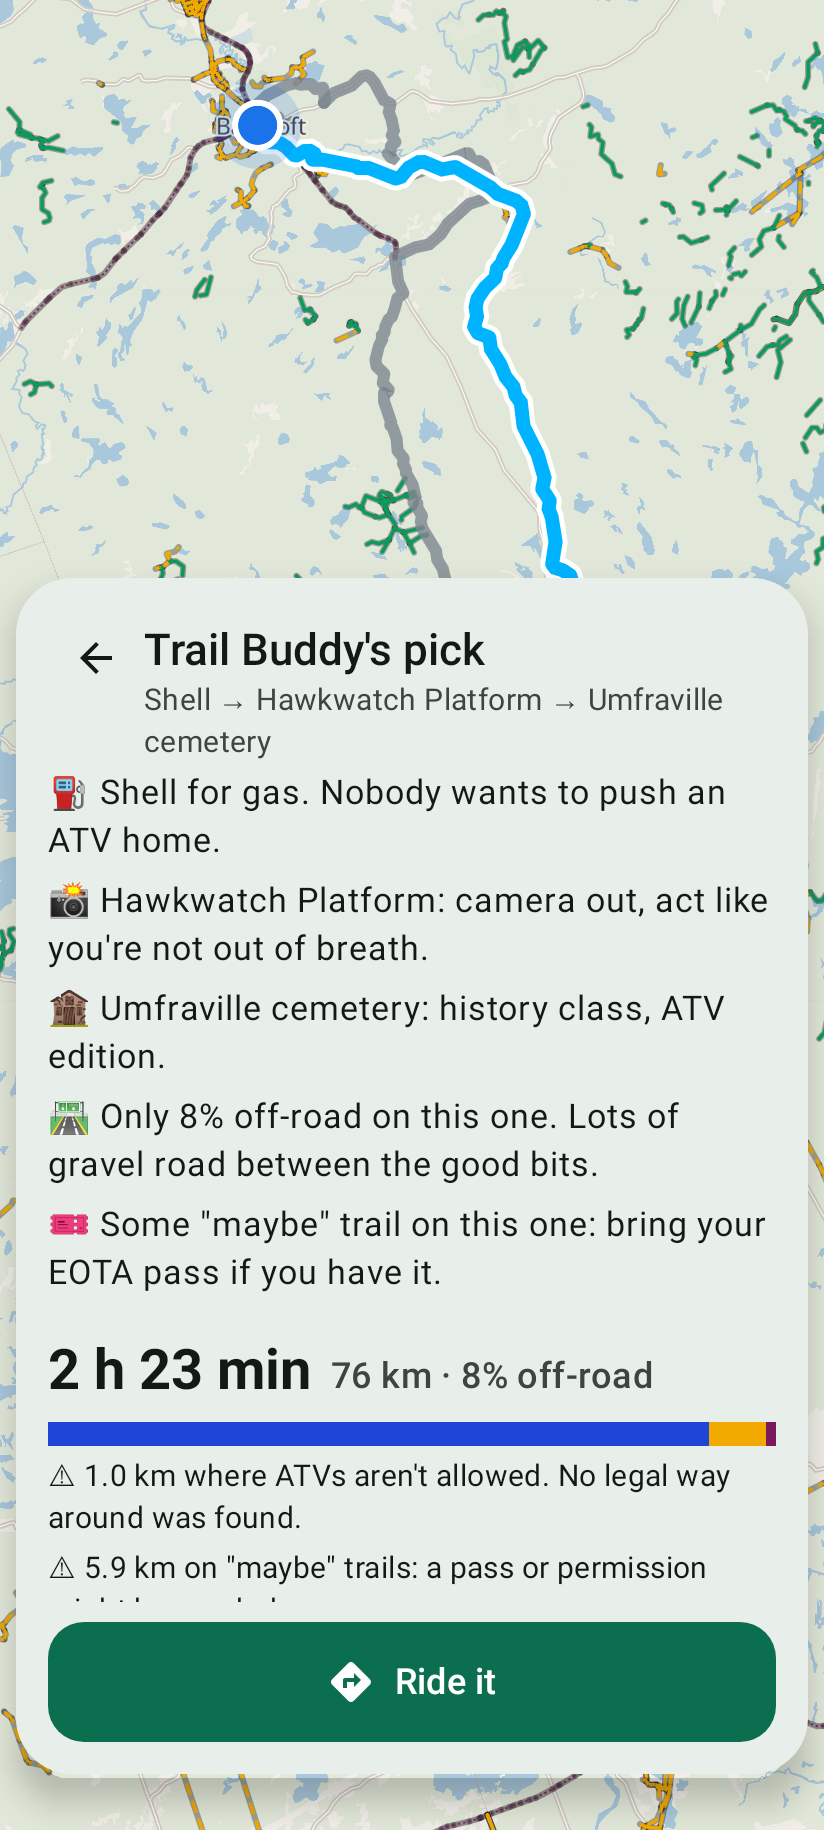 Trail Buddy's pick
Shell → Hawkwatch Platform → Umfraville
cemetery
Shell for gas. Nobody wants to push an
ATV home.
Hawkwatch Platform: camera out, act like
you're not out of breath.
Umfraville cemetery: history class, ATV
edition.
Only 8% off-road on this one. Lots of
gravel road between the good bits.
Some "maybe" trail on this one: bring your
EOTA pass if you have it.
2 h 23 min 76 km · 8% off-road
⚠ 1.0 km where ATVs aren't allowed. No legal way
around was found.
⚠ 5.9 km on "maybe" trails: a pass or permission
Ride it